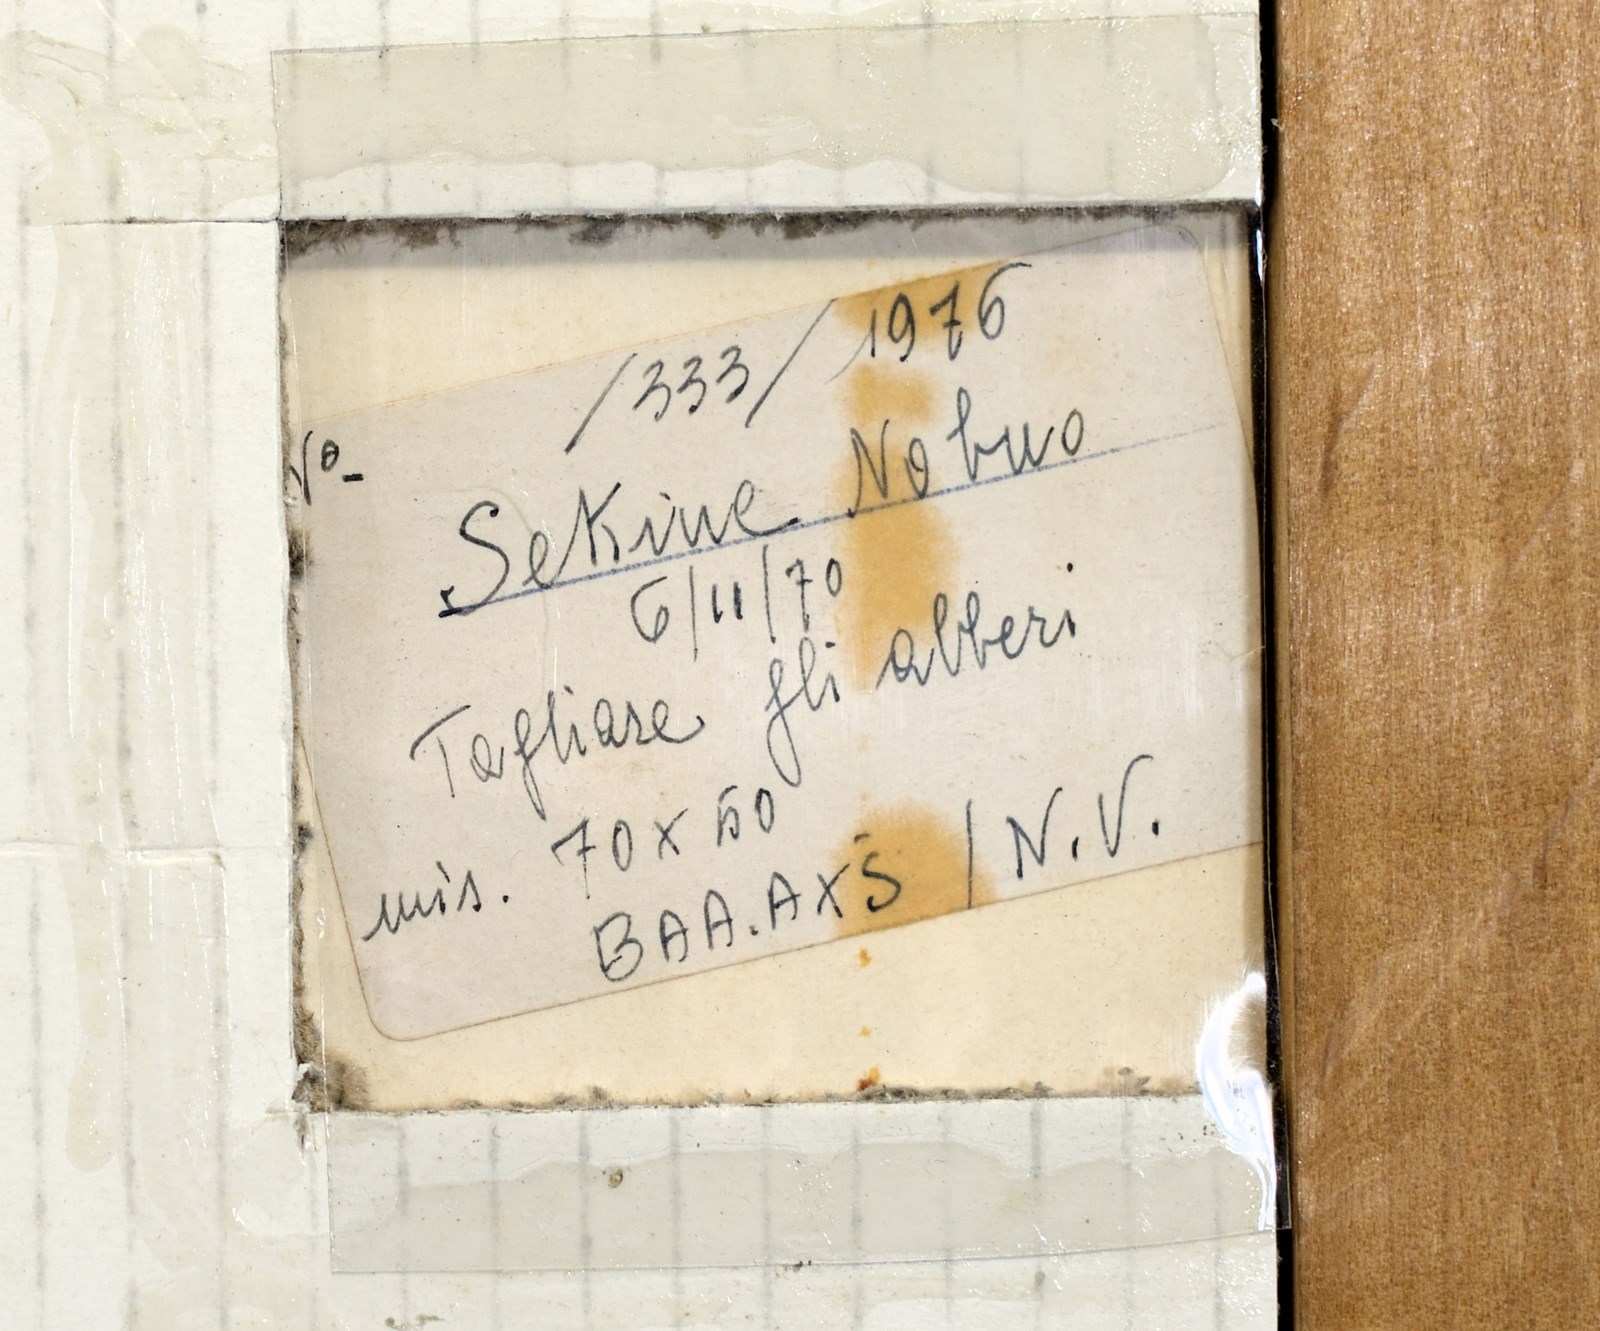 /333/ 1976
N°-
Sekine Nobuo
6/11/70
Tagliare gli alberi
mis. 70 x 50
BAA.AXS / N.V.